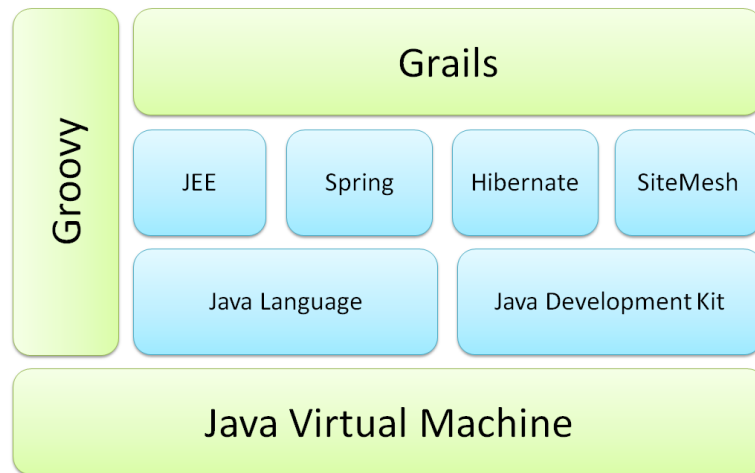 Groovy
Grails
JEE
Spring
Hibernate
SiteMesh
Java Language
Java Development Kit
Java Virtual Machine